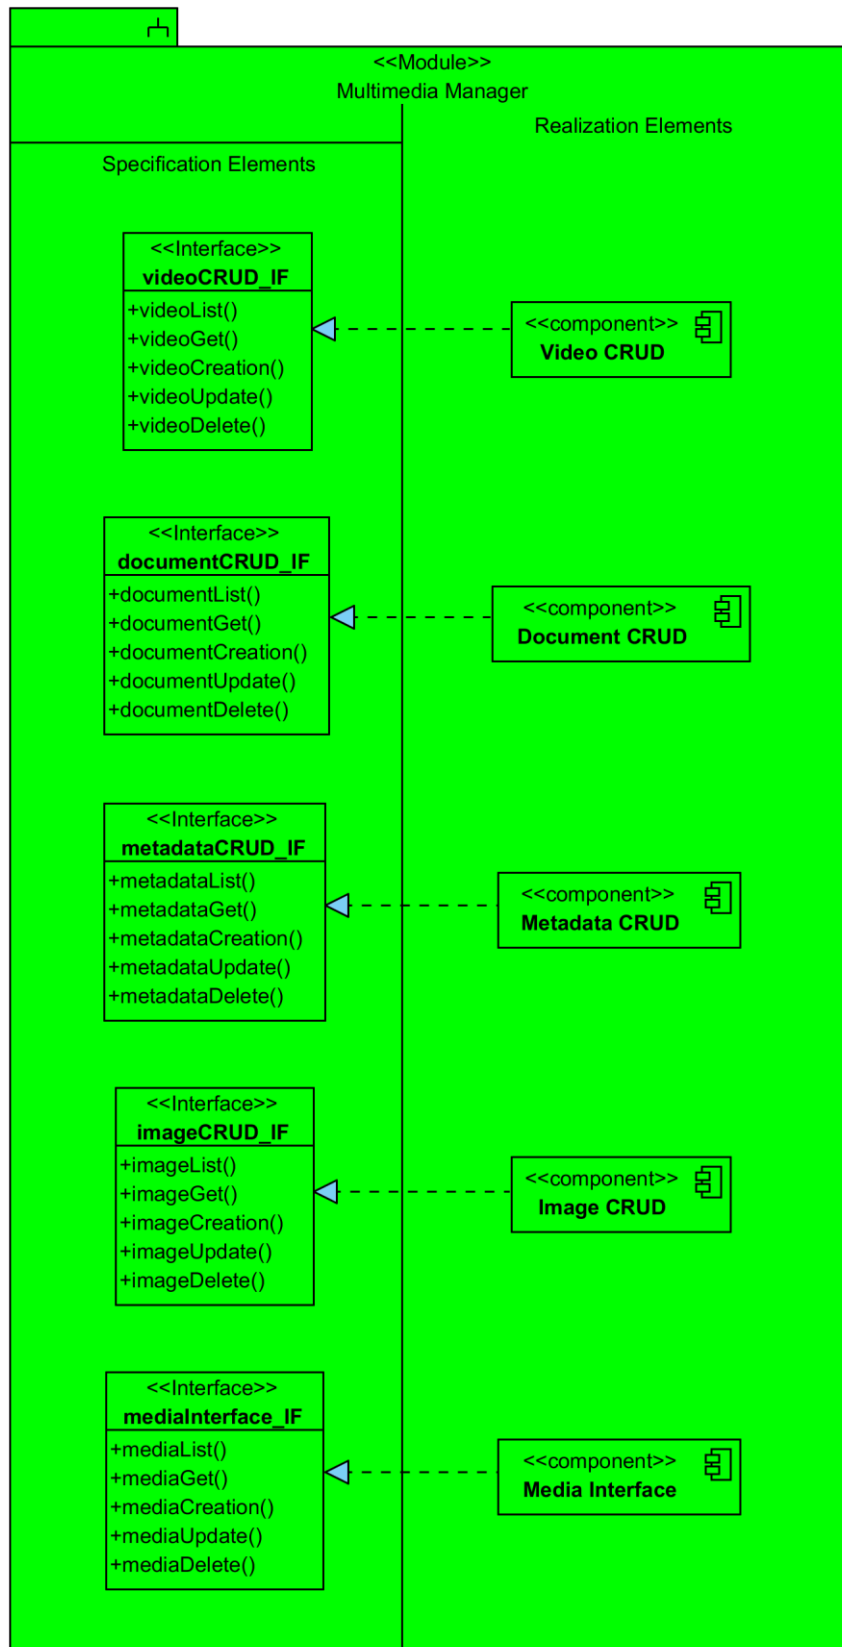 <<Module>>
Multimedia Manager
Realization Elements
Specification Elements
<<Interface>>
videoCRUD_IF
+videoList()
+videoGet()
+videoCreation()
+videoUpdate()
+videoDelete()
<<component>>
Video CRUD
<<Interface>>
documentCRUD_IF
+documentList()
+documentGet()
+documentCreation()
+documentUpdate()
+documentDelete()
<<component>>
Document CRUD
<<Interface>>
metadataCRUD_IF
+metadataList()
+metadataGet()
+metadataCreation()
+metadataUpdate()
+metadataDelete()
<<component>>
Metadata CRUD
<<Interface>>
imageCRUD_IF
+imageList()
+imageGet()
+imageCreation()
+imageUpdate()
+imageDelete()
<<component>>
Image CRUD
<<Interface>>
mediaInterface_IF
+mediaList()
+mediaGet()
+mediaCreation()
+mediaUpdate()
+mediaDelete()
<<component>>
Media Interface